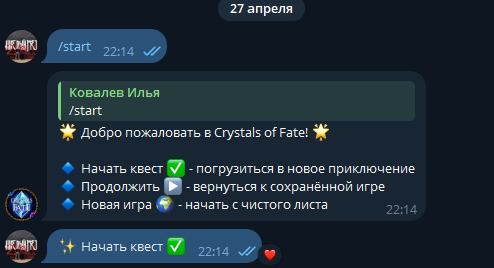 27 апреля
/start 22:14
Ковалев Илья
/start
🌟 Добро пожаловать в Crystals of Fate! 🌟
🔹 Начать квест ✅ - погрузиться в новое приключение
🔹 Продолжить ▶️ - вернуться к сохранённой игре
🔹 Новая игра 🌍 - начать с чистого листа
22:14
✨ Начать квест ✅ 22:14